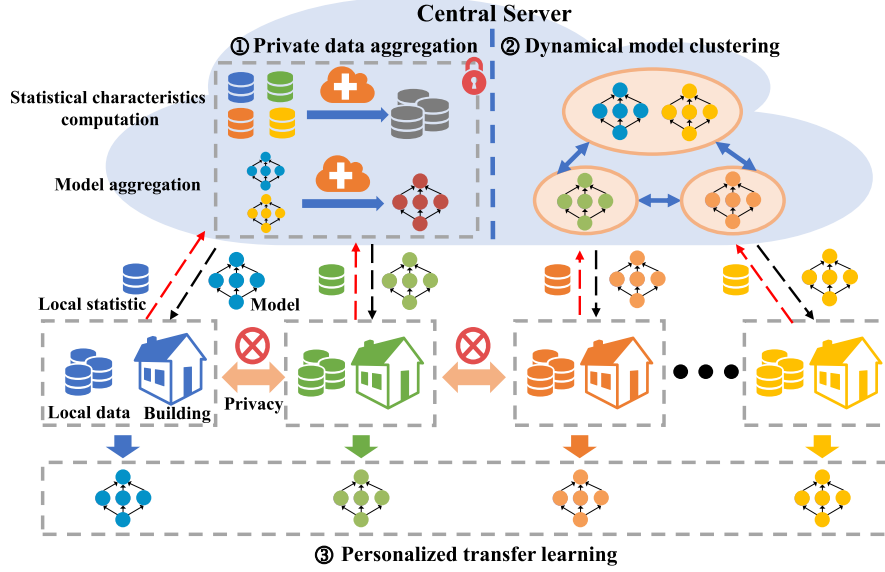 Central Server
① Private data aggregation
② Dynamical model clustering
Statistical characteristics
computation
Model aggregation
Local statistic
Model
Local data
Building
Privacy
③ Personalized transfer learning